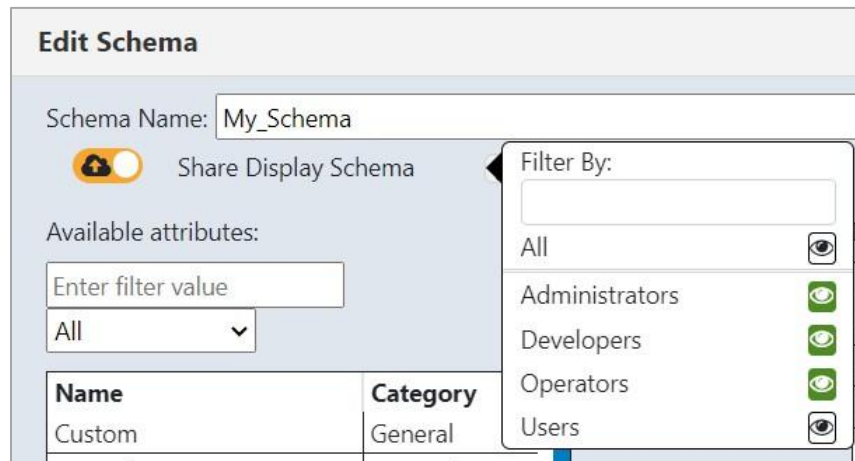 Edit Schema
Schema Name: My_Schema
Share Display Schema
Filter By:
All
Administrators
Developers
Operators
Users
Available attributes:
Enter filter value
All
Name Category
Custom General